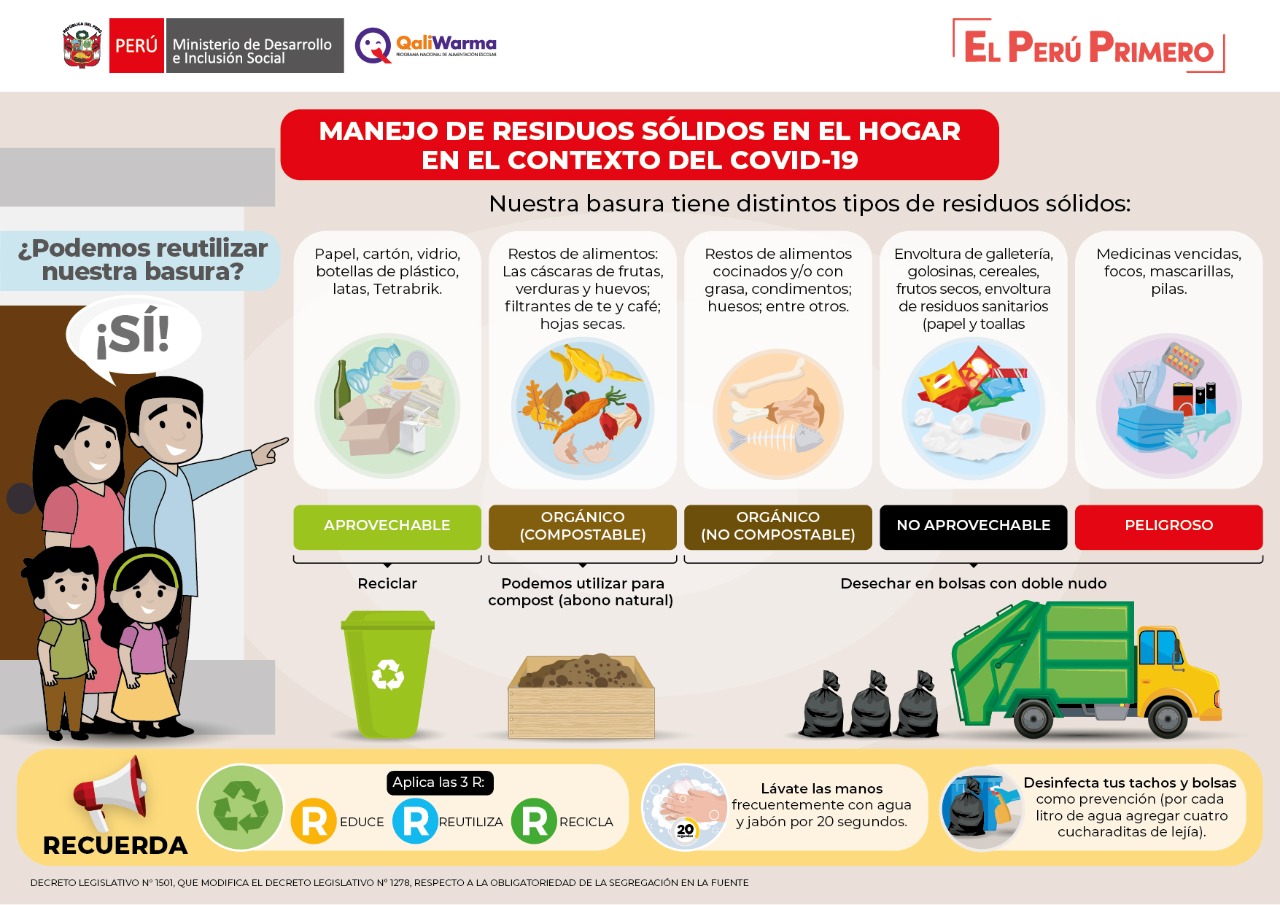 PERÚ
Ministerio de Desarrollo
e Inclusión Social
QaliWarma
PROGRAMA NACIONAL DE ALIMENTACIÓN ESCOLAR
EL PERÚ PRIMERO
MANEJO DE RESIDUOS SÓLIDOS EN EL HOGAR
EN EL CONTEXTO DEL COVID-19
Nuestra basura tiene distintos tipos de residuos sólidos:
¿Podemos reutilizar
nuestra basura?
¡SÍ!
Papel, cartón, vidrio,
botellas de plástico,
latas, Tetrabrik.
Restos de alimentos:
Las cáscaras de frutas,
verduras y huevos;
filtrantes de te y café;
hojas secas.
Restos de alimentos
cocinados y/o con
grasa, condimentos;
huesos; entre otros.
Envoltura de galletería,
golosinas, cereales,
frutos secos, envoltura
de residuos sanitarios
(papel y toallas
Medicinas vencidas,
focos, mascarillas,
pilas.
APROVECHABLE
ORGÁNICO
(COMPOSTABLE)
ORGÁNICO
(NO COMPOSTABLE)
NO APROVECHABLE
PELIGROSO
Reciclar
Podemos utilizar para
compost (abono natural)
Desechar en bolsas con doble nudo
RECUERDA
Aplica las 3 R:
R EDUCE
R REUTILIZA
R RECICLA
20
segundos
Lávate las manos
frecuentemente con agua
y jabón por 20 segundos.
Desinfecta tus tachos y bolsas
como prevención (por cada
litro de agua agregar cuatro
cucharaditas de lejía).
DECRETO LEGISLATIVO N° 1501, QUE MODIFICA EL DECRETO LEGISLATIVO N° 1278, RESPECTO A LA OBLIGATORIEDAD DE LA SEGREGACIÓN EN LA FUENTE